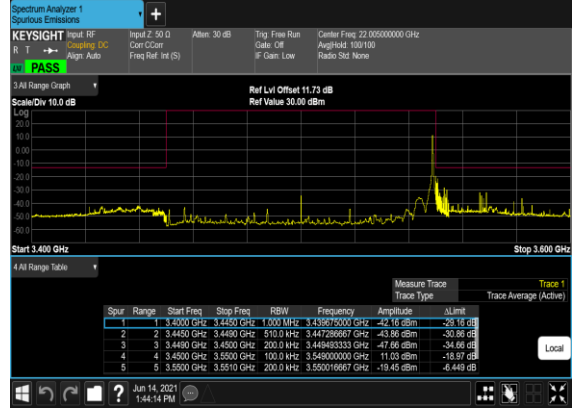 Spectrum Analyzer 1
Spurious Emissions
+
KEYSIGHT Input: RF Input Z: 50 Ω Atten: 30 dB Trig: Free Run Center Freq: 22.005000000 GHz
R T Coupling: DC Corr CCorr Gate: Off Avg|Hold: 100/100
Align: Auto Freq Ref: Int (S) IF Gain: Low Radio Std: None
PASS
3 All Range Graph
Ref Lvl Offset 11.73 dB
Scale/Div 10.0 dB Ref Value 30.00 dBm
Log
20.0
10.0
0.00
-10.0
-20.0
-30.0
-40.0
-50.0
-60.0
Start 3.400 GHz Stop 3.600 GHz
4 All Range Table
Measure Trace Trace 1
Trace Type Trace Average (Active)
Spur Range Start Freq Stop Freq RBW Frequency Amplitude ΔLimit
1 1 3.4000 GHz 3.4450 GHz 1.000 MHz 3.439675000 GHz -42.16 dBm -29.16 dB
2 2 3.4450 GHz 3.4490 GHz 510.0 kHz 3.447286667 GHz -43.86 dBm -30.86 dB
3 3 3.4490 GHz 3.4500 GHz 200.0 kHz 3.449493333 GHz -47.66 dBm -34.66 dB
4 4 3.4500 GHz 3.5500 GHz 100.0 kHz 3.549000000 GHz 11.03 dBm -18.97 dB
5 5 3.5500 GHz 3.5510 GHz 200.0 kHz 3.550016667 GHz -19.45 dBm -6.449 dB
Local
? Jun 14, 2021
1:44:14 PM